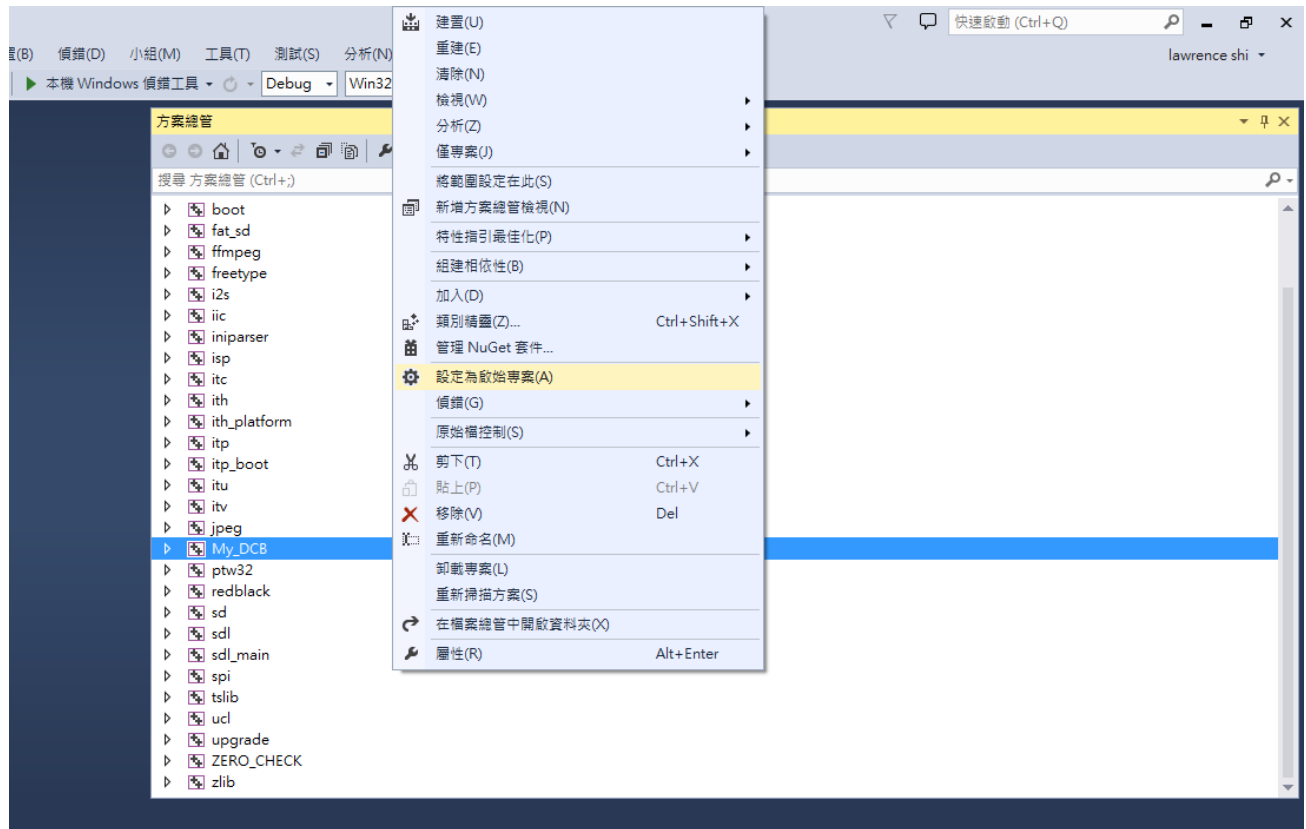 快速啟動 (Ctrl+Q)
置(B) 偵錯(D) 小組(M) 工具(T) 測試(S) 分析(N)
lawrence shi
本機 Windows 偵錯工具 Debug Win32
方案總管
搜尋 方案總管 (Ctrl+;)
boot
fat_sd
ffmpeg
freetype
i2s
iic
iniparser
isp
itc
ith
ith_platform
itp
itp_boot
itu
itv
jpeg
My_DCB
ptw32
redblack
sd
sdl
sdl_main
spi
tslib
ucl
upgrade
ZERO_CHECK
zlib
建置(U)
重建(E)
清除(N)
檢視(W)
分析(Z)
僅專案(J)
將範圍設定在此(S)
新增方案總管檢視(N)
特性指引最佳化(P)
組建相依性(B)
加入(D)
類別精靈(Z)... Ctrl+Shift+X
管理 NuGet 套件...
設定為啟始專案(A)
偵錯(G)
原始檔控制(S)
剪下(T) Ctrl+X
貼上(P) Ctrl+V
移除(V) Del
重新命名(M)
卸載專案(L)
重新掃描方案(S)
在檔案總管中開啟資料夾(X)
屬性(R) Alt+Enter